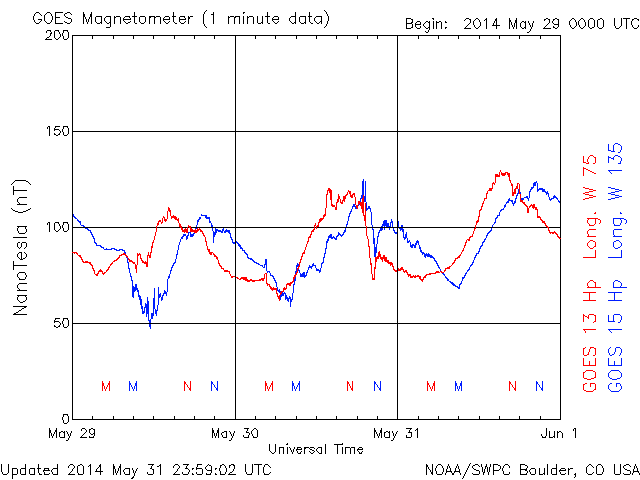 GOES Magnetometer (1 minute data)
Begin: 2014 May 29 0000 UTC
200
150
100
50
0
NanoTesla (nT)
M M N N M M N N M M N N
May 29 May 30 May 31 Jun 1
Universal Time
GOES 13 Hp Long. W 75
GOES 15 Hp Long. W 135
Updated 2014 May 31 23:59:02 UTC
NOAA/SWPC Boulder, CO USA